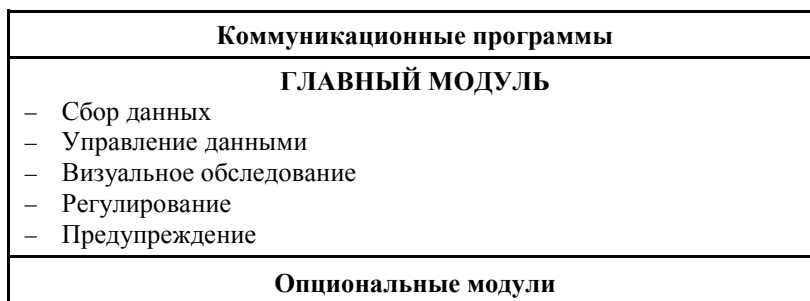 Коммуникационные программы
ГЛАВНЫЙ МОДУЛЬ
– Сбор данных
– Управление данными
– Визуальное обследование
– Регулирование
– Предупреждение
Опциональные модули